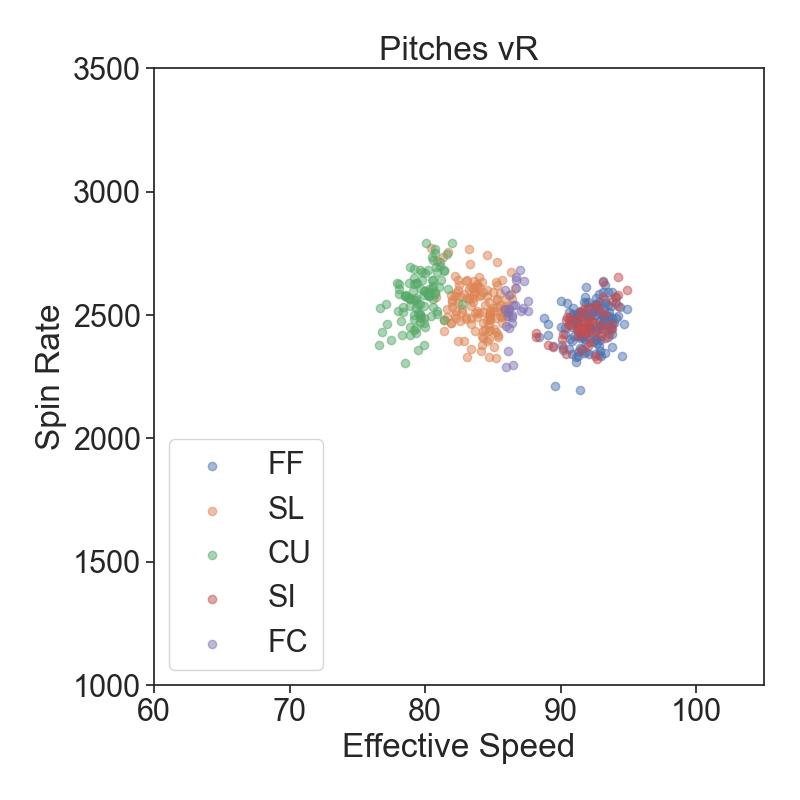 Pitches vR
3500
3000
2500
2000
1500
1000
Spin Rate
FF
SL
CU
SI
FC
60 70 80 90 100
Effective Speed